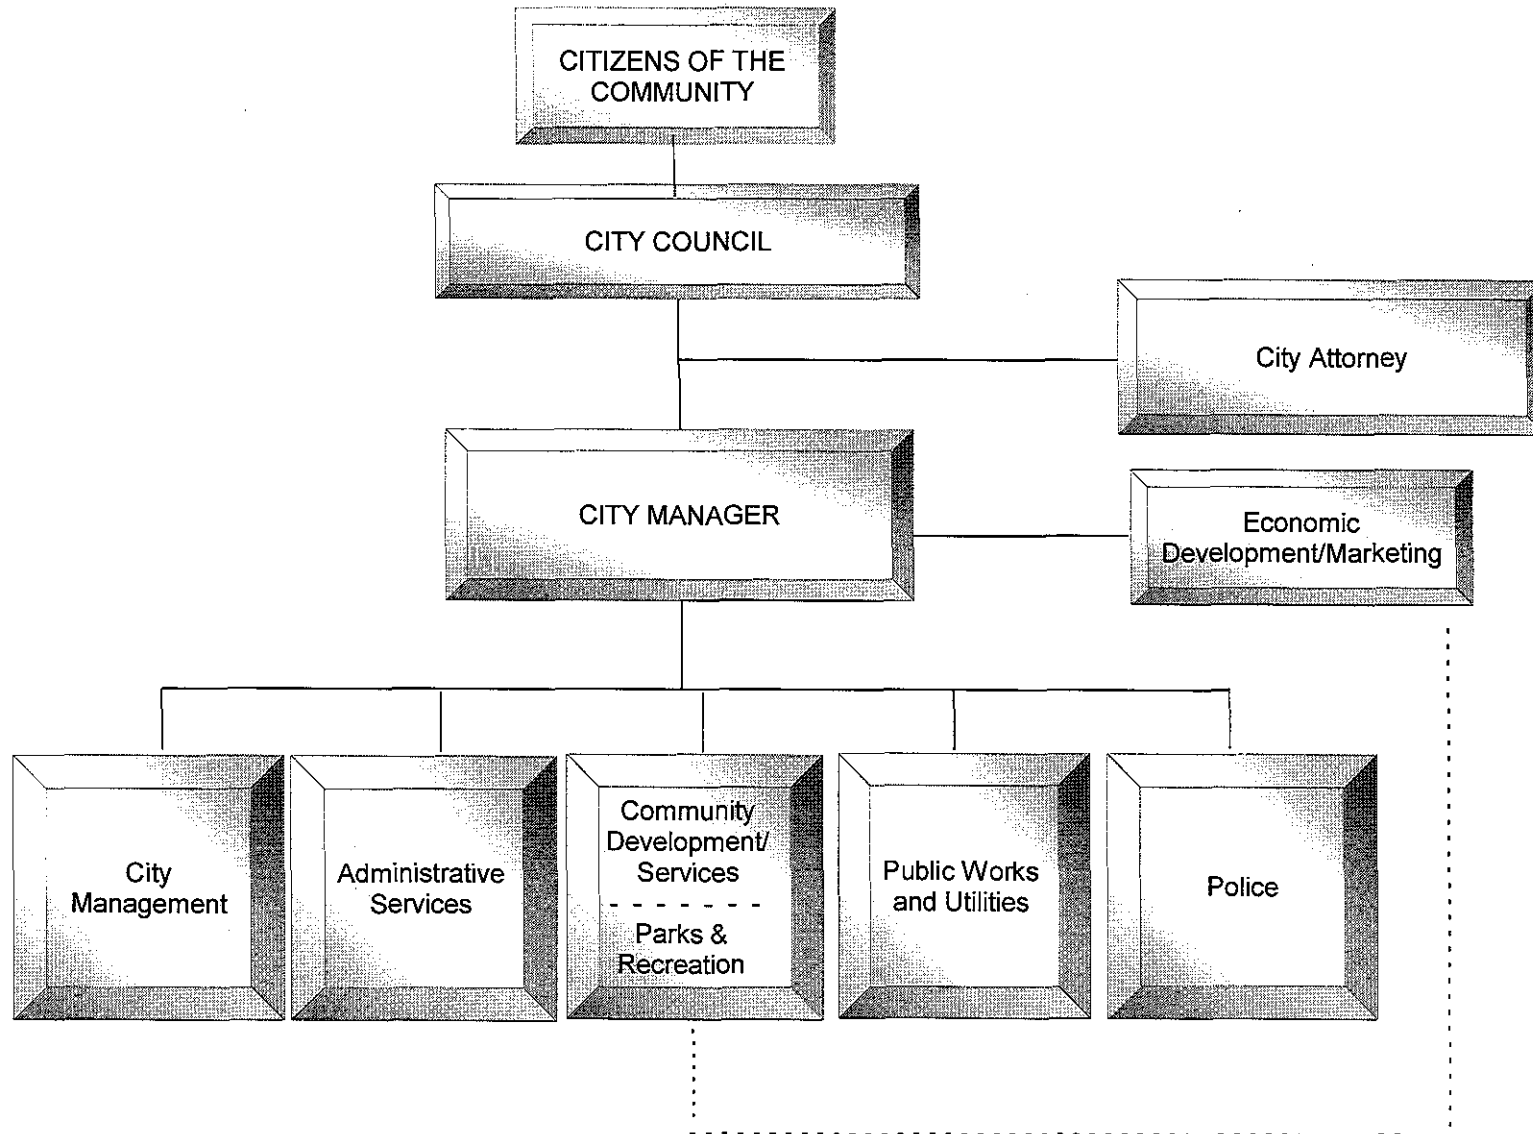 CITIZENS OF THE
COMMUNITY
CITY COUNCIL
City Attorney
CITY MANAGER
Economic
Development/Marketing
City
Management
Administrative
Services
Community
Development/
Services
Parks &
Recreation
Public Works
and Utilities
Police